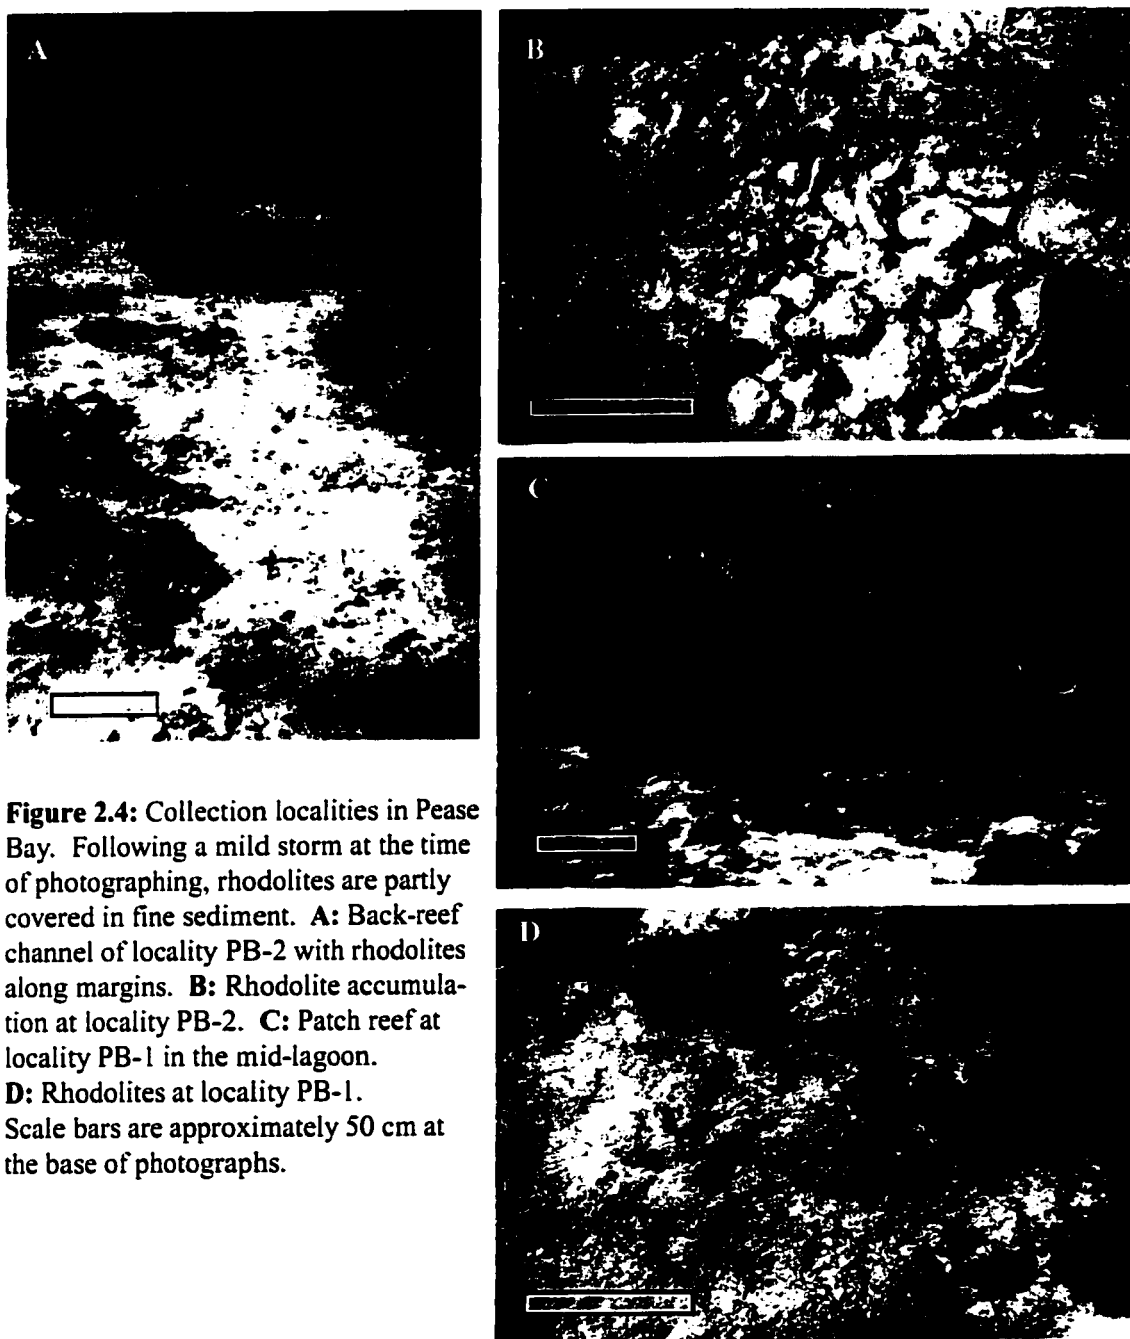 A
B
C
D
Figure 2.4: Collection localities in Pease
Bay. Following a mild storm at the time
of photographing, rhodolites are partly
covered in fine sediment. A: Back-reef
channel of locality PB-2 with rhodolites
along margins. B: Rhodolite accumula-
tion at locality PB-2. C: Patch reef at
locality PB-1 in the mid-lagoon.
D: Rhodolites at locality PB-1.
Scale bars are approximately 50 cm at
the base of photographs.